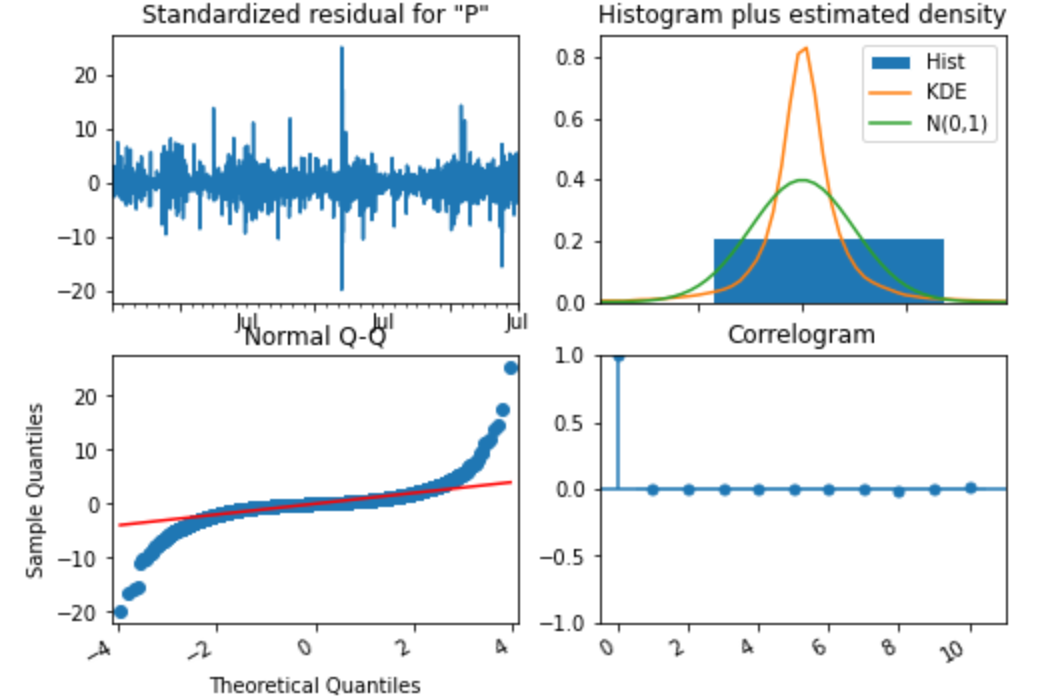 Standardized residual for "P"
20
10
0
−10
−20
Jul
Jul
Jul
Histogram plus estimated density
0.8
0.6
0.4
0.2
0.0
Hist
KDE
N(0,1)
Normal Q-Q
Sample Quantiles
20
10
0
−10
−20
−4
−2
0
2
4
Theoretical Quantiles
Correlogram
1.0
0.5
0.0
−0.5
−1.0
0
2
4
6
8
10